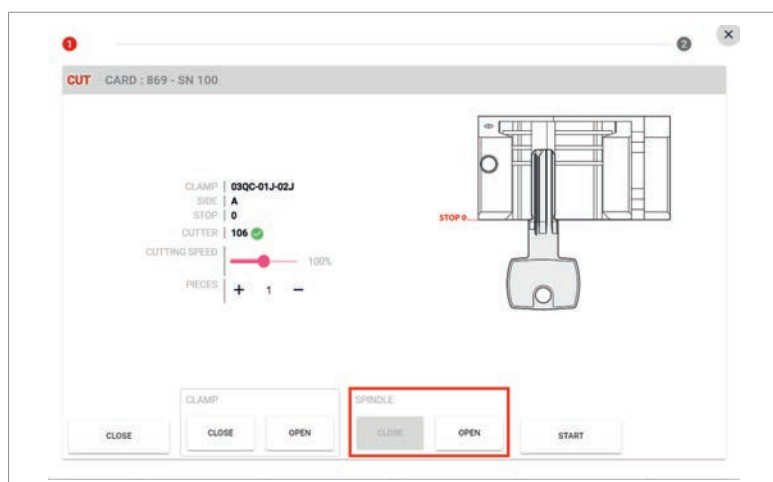 1
2
×
CUT CARD : 869 - SN 100
CLAMP 03QC-01J-02J
SIDE A
STOP 0
CUTTER 106
CUTTING SPEED 100%
PIECES + 1 −
STOP 0
CLAMP
SPINDLE
CLOSE
CLOSE
OPEN
CLOSE
OPEN
START